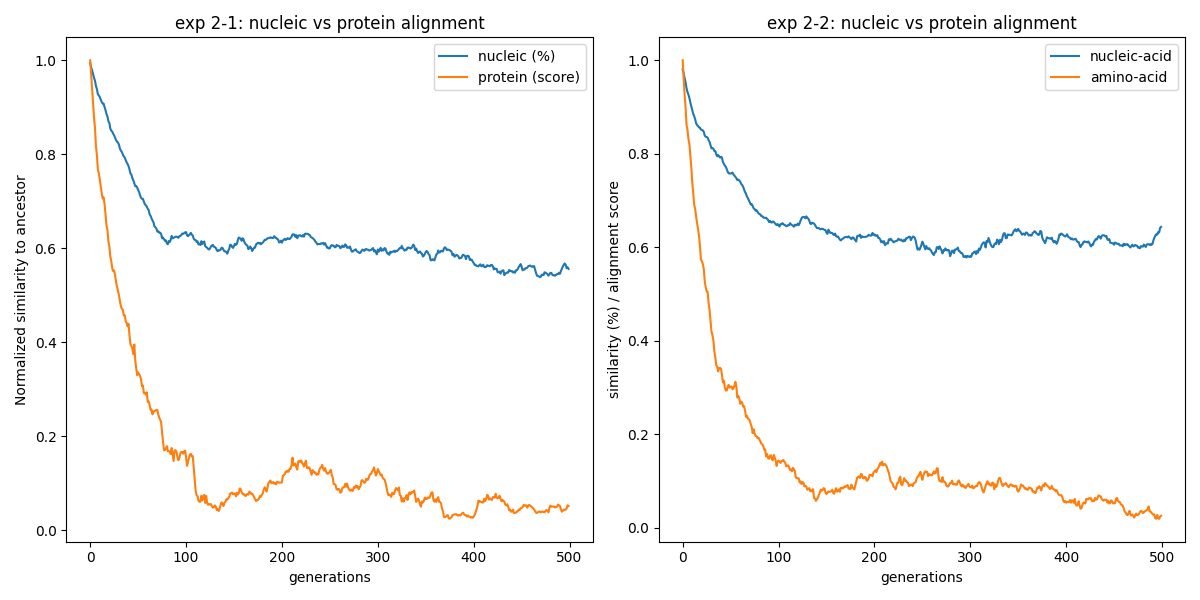 exp 2-1: nucleic vs protein alignment
nucleic (%)
protein (score)
Normalized similarity to ancestor
1.0
0.8
0.6
0.4
0.2
0.0
0
100
200
300
400
500
generations
exp 2-2: nucleic vs protein alignment
nucleic-acid
amino-acid
similarity (%) / alignment score
1.0
0.8
0.6
0.4
0.2
0.0
0
100
200
300
400
500
generations